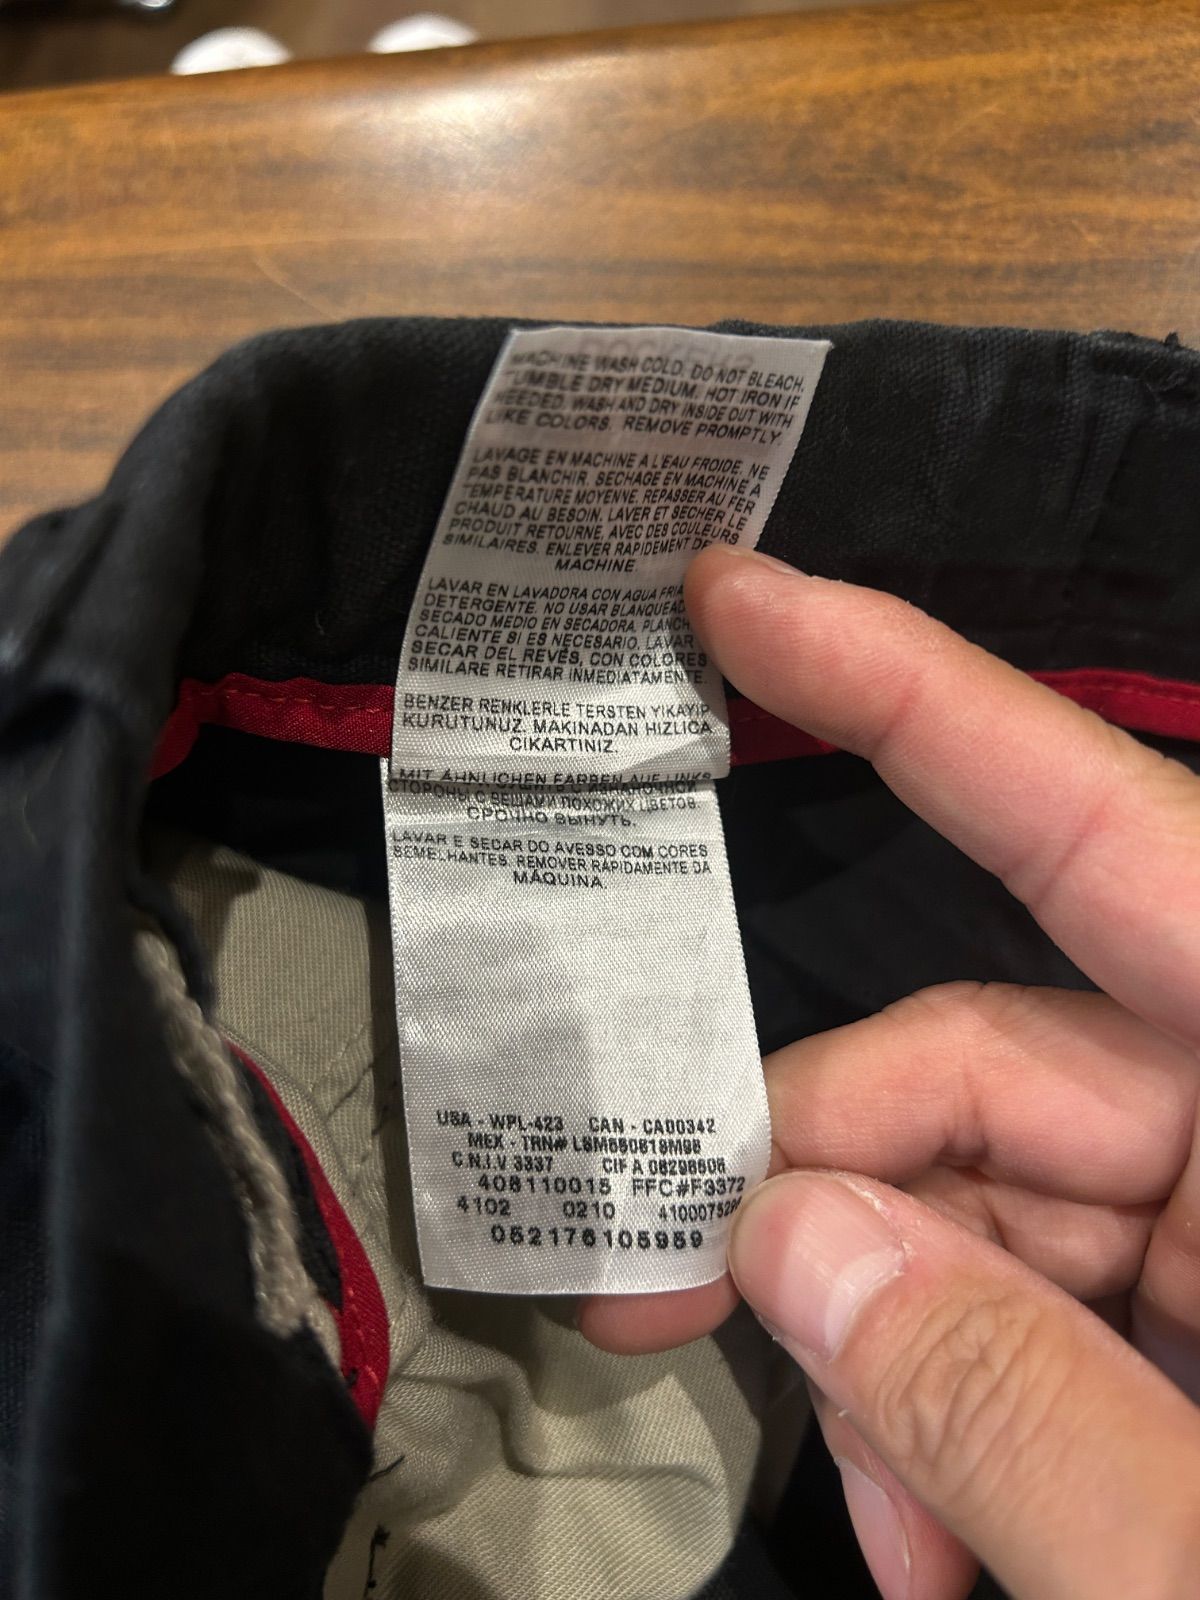 MACHINE WASH COLD. DO NOT BLEACH.
TUMBLE DRY MEDIUM. HOT IRON IF
NEEDED. WASH AND DRY INSIDE OUT WITH
LIKE COLORS. REMOVE PROMPTLY.
LAVAGE EN MACHINE A L'EAU FROIDE. NE
PAS BLANCHIR. SECHAGE EN MACHINE A
TEMPERATURE MOYENNE. REPASSER AU FER
CHAUD AU BESOIN. LAVER ET SECHER LE
PRODUIT RETOURNE, AVEC DES COULEURS
SIMILAIRES. ENLEVER RAPIDEMENT DE
MACHINE.
LAVAR EN LAVADORA CON AGUA FRIA
DETERGENTE. NO USAR BLANQUEAD
SECADO MEDIO EN SECADORA. PLANCH
CALIENTE SI ES NECESARIO. LAVAR
SECAR DEL REVÉS, CON COLORES
SIMILARE RETIRAR INMEDIATAMENTE.
BENZER RENKLERLE TERSTEN YIKAYIP
KURUTUNUZ. MAKINADAN HIZLICA
CIKARTINIZ.
MIT ÄHNLICHEN FARBEN AUF LINKS
СТОРОНЫ С ВЕЩАМИ ПОХОЖИХ ЦВЕТОВ.
СРОЧНО ВЫНУТЬ.
LAVAR E SECAR DO AVESSO COM CORES
SEMELHANTES. REMOVER RAPIDAMENTE DA
MÁQUINA.
USA - WPL-423 CAN - CA00342
MEX - TRN# LSM650618M98
C.N.I.V 3337 CIF A 08298606
408110015 FFC#F3372
4102 0210 4100075
052176105959